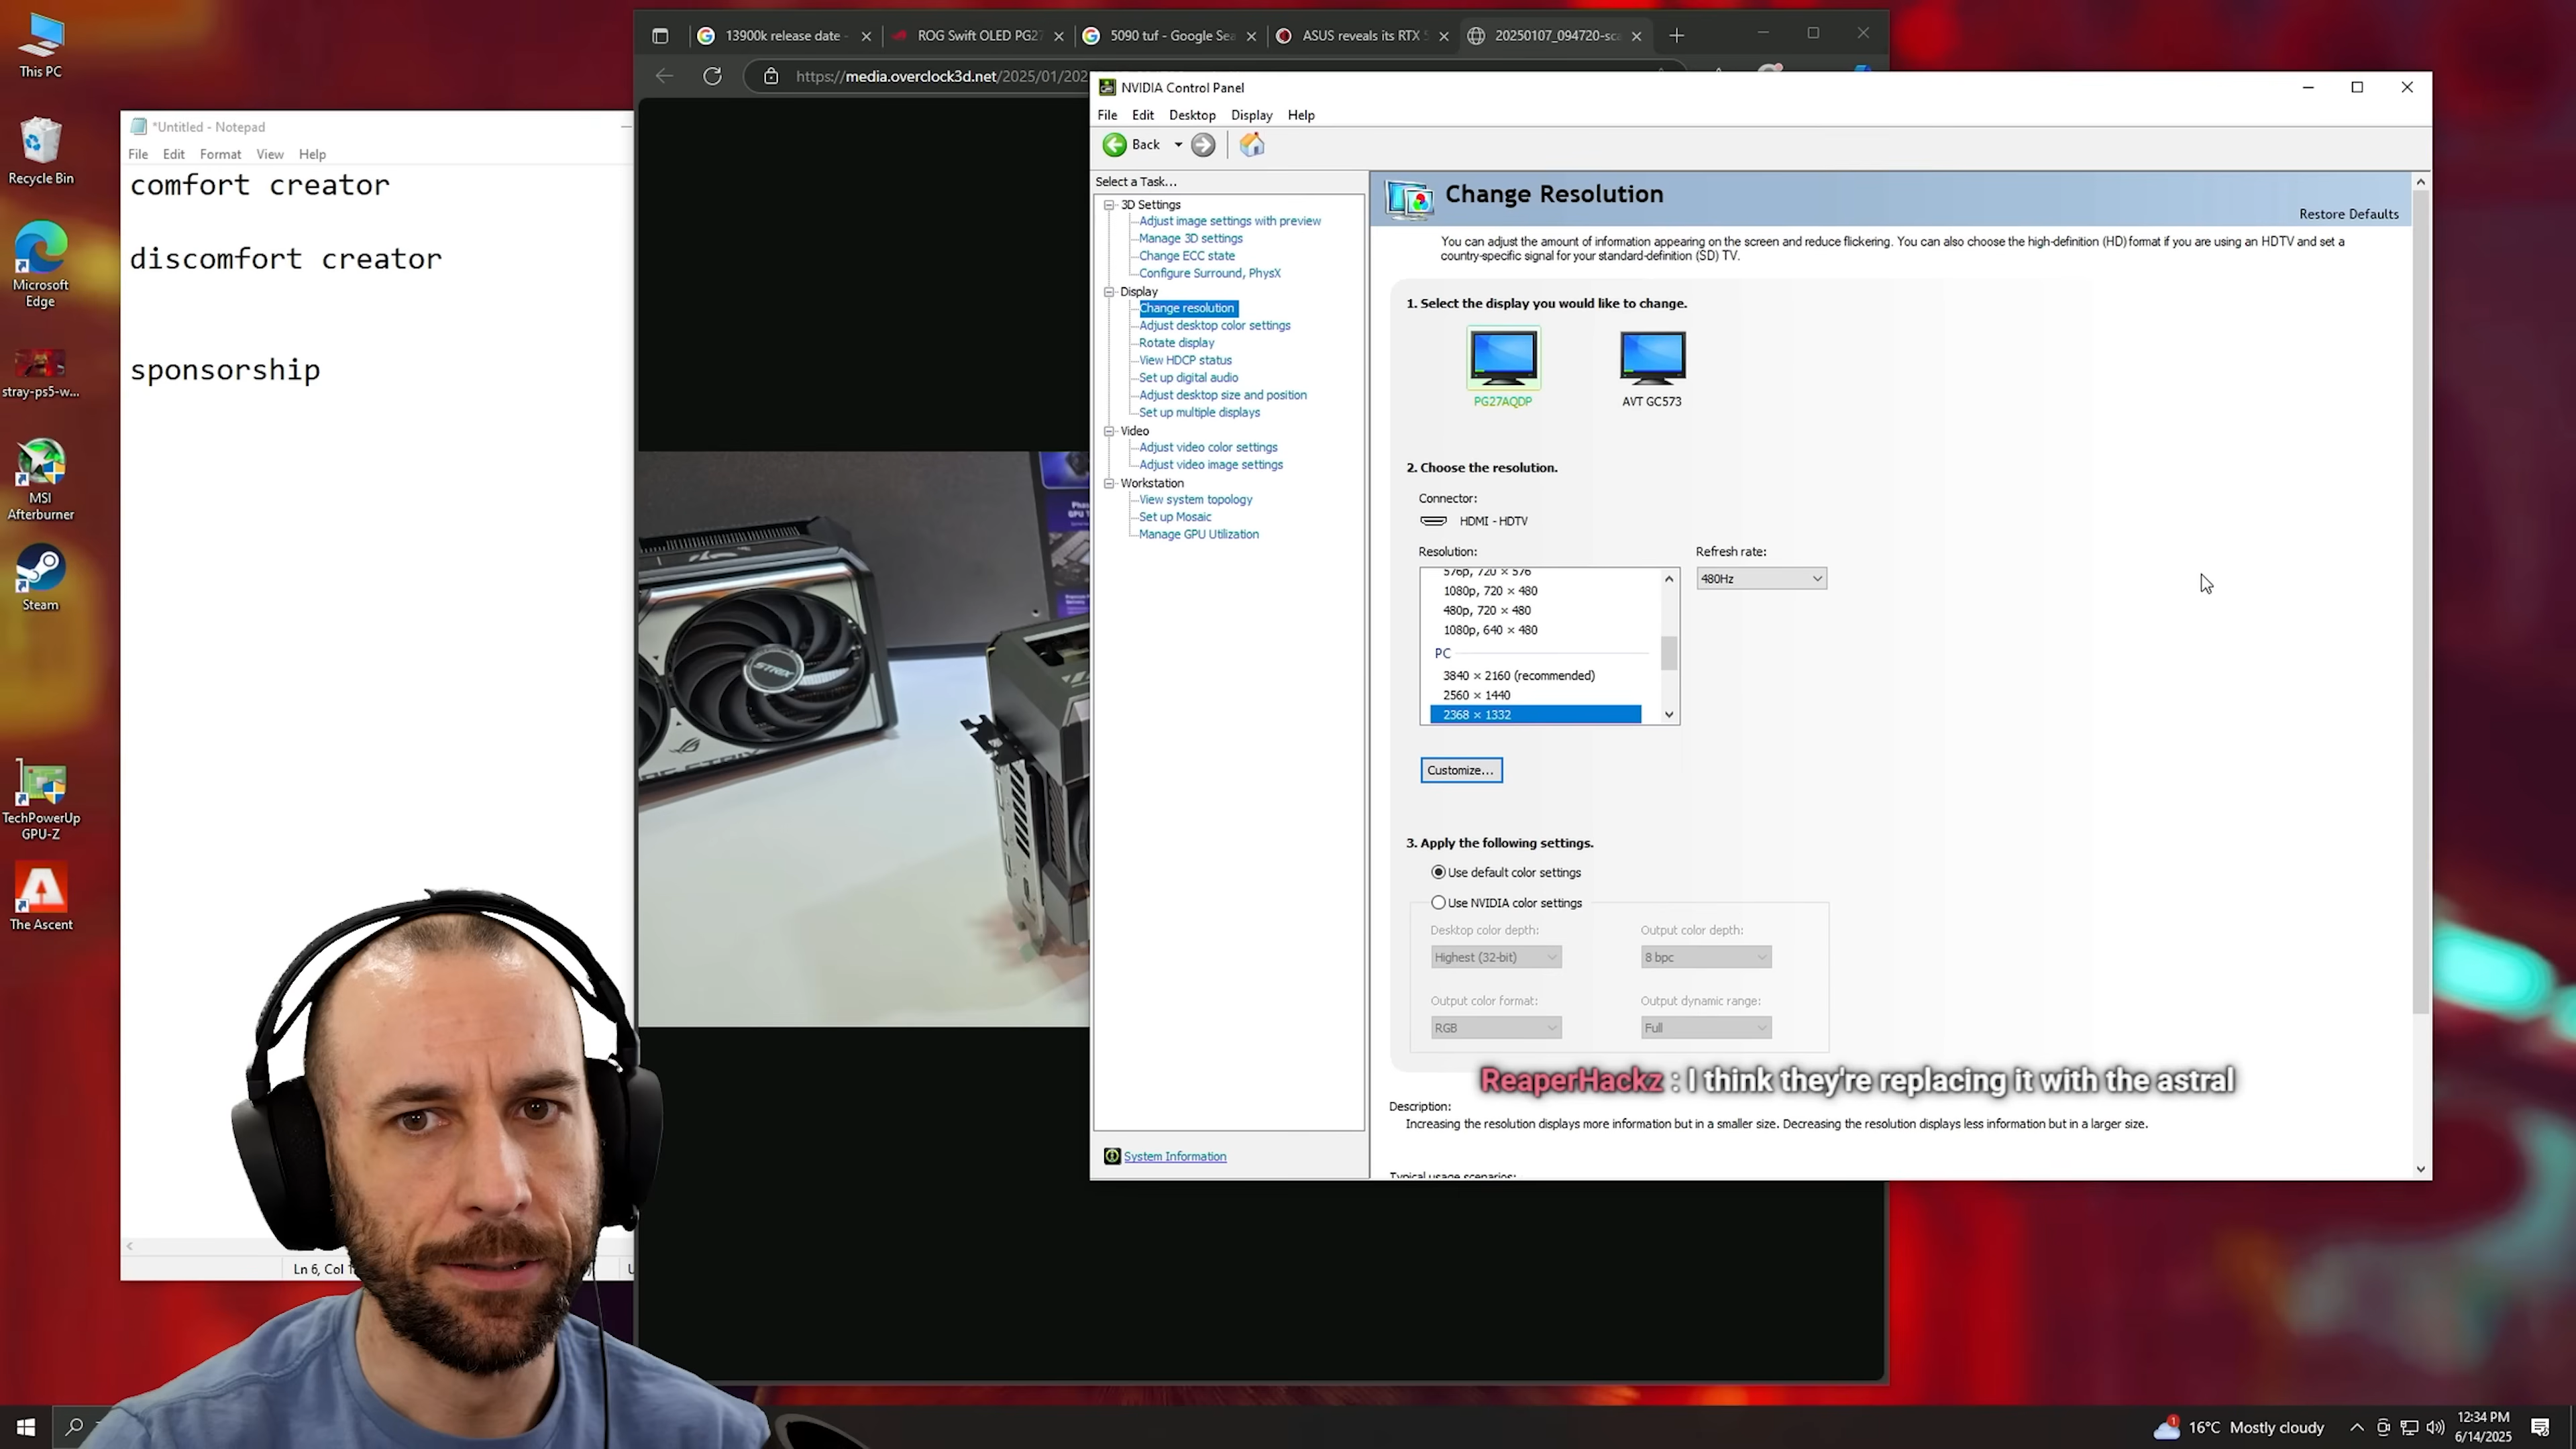 This PC
Recycle Bin
Microsoft
Edge
stray-ps5-w...
MSI
Afterburner
Steam
TechPowerUp
GPU-Z
The Ascent
*Untitled - Notepad
File Edit Format View Help
comfort creator
discomfort creator
sponsorship
Ln 6, Col 1
13900k release date -
ROG Swift OLED PG27
5090 tuf - Google Sea
ASUS reveals its RTX
20250107_094720-sca
https://media.overclock3d.net/2025/01/202
STRIX
NVIDIA Control Panel
File Edit Desktop Display Help
Back
Select a Task...
3D Settings
Adjust image settings with preview
Manage 3D settings
Change ECC state
Configure Surround, PhysX
Display
Change resolution
Adjust desktop color settings
Rotate display
View HDCP status
Set up digital audio
Adjust desktop size and position
Set up multiple displays
Video
Adjust video color settings
Adjust video image settings
Workstation
View system topology
Set up Mosaic
Manage GPU Utilization
System Information
Change Resolution
Restore Defaults
You can adjust the amount of information appearing on the screen and reduce flickering. You can also choose the high-definition (HD) format if you are using an HDTV and set a
country-specific signal for your standard-definition (SD) TV.
1. Select the display you would like to change.
PG27AQDP
AVT GC573
2. Choose the resolution.
Connector:
HDMI - HDTV
Resolution:
Refresh rate:
576p, 720 × 576
480Hz
1080p, 720 × 480
480p, 720 × 480
1080p, 640 × 480
PC
3840 × 2160 (recommended)
2560 × 1440
2368 × 1332
Customize...
3. Apply the following settings.
Use default color settings
Use NVIDIA color settings
Desktop color depth:
Output color depth:
Highest (32-bit)
8 bpc
Output color format:
Output dynamic range:
RGB
Full
ReaperHackz : I think they're replacing it with the astral
Description:
Increasing the resolution displays more information but in a smaller size. Decreasing the resolution displays less information but in a larger size.
Typical usage scenarios:
16°C Mostly cloudy
12:34 PM
6/14/2025